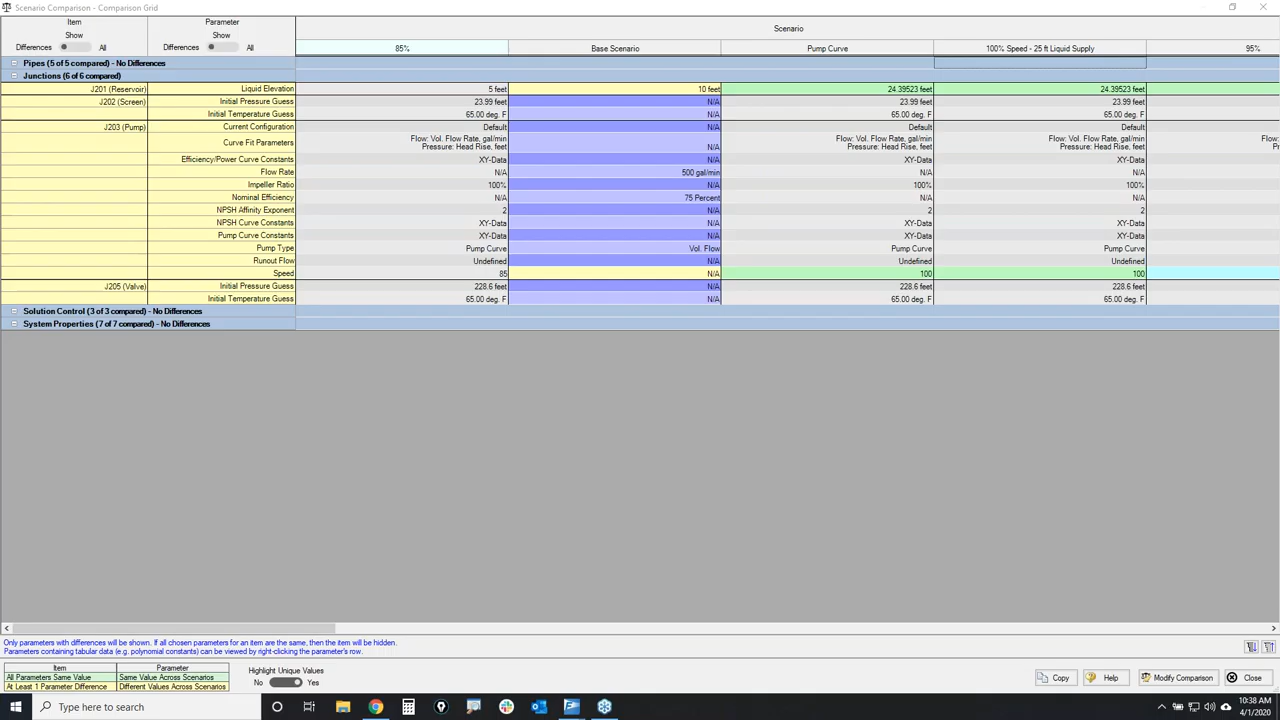 Scenario Comparison - Comparison Grid
Item Parameter Scenario
Show Show
Differences All Differences All 85% Base Scenario Pump Curve 100% Speed - 25 ft Liquid Supply 95%
Pipes (5 of 5 compared) - No Differences
Junctions (6 of 6 compared)
J201 (Reservoir) Liquid Elevation 5 feet 10 feet 24.39523 feet 24.39523 feet
J202 (Screen) Initial Pressure Guess 23.99 feet N/A 23.99 feet 23.99 feet
Initial Temperature Guess 65.00 deg. F N/A 65.00 deg. F 65.00 deg. F
J203 (Pump) Current Configuration Default N/A Default Default
Curve Fit Parameters Flow: Vol. Flow Rate, gal/min Pressure: Head Rise, feet N/A Flow: Vol. Flow Rate, gal/min Pressure: Head Rise, feet Flow: Vol. Flow Rate, gal/min Pressure: Head Rise, feet Flow: Pr
Efficiency/Power Curve Constants XY-Data N/A XY-Data XY-Data
Flow Rate N/A 500 gal/min N/A N/A
Impeller Ratio 100% N/A 100% 100%
Nominal Efficiency N/A 75 Percent N/A N/A
NPSH Affinity Exponent 2 N/A 2 2
NPSH Curve Constants XY-Data N/A XY-Data XY-Data
Pump Curve Constants XY-Data N/A XY-Data XY-Data
Pump Type Pump Curve Vol. Flow Pump Curve Pump Curve
Runout Flow Undefined N/A Undefined Undefined
Speed 85 N/A 100 100
J205 (Valve) Initial Pressure Guess 228.6 feet N/A 228.6 feet 228.6 feet
Initial Temperature Guess 65.00 deg. F N/A 65.00 deg. F 65.00 deg. F
Solution Control (3 of 3 compared) - No Differences
System Properties (7 of 7 compared) - No Differences
Only parameters with differences will be shown. If all chosen parameters for an item are the same, then the item will be hidden.
Parameters containing tabular data (e.g. polynomial constants) can be viewed by right-clicking the parameter's row.
Item Parameter Highlight Unique Values
All Parameters Same Value Same Value Across Scenarios No Yes
At Least 1 Parameter Difference Different Values Across Scenarios
Copy Help Modify Comparison Close
Type here to search
10:38 AM
4/1/2020